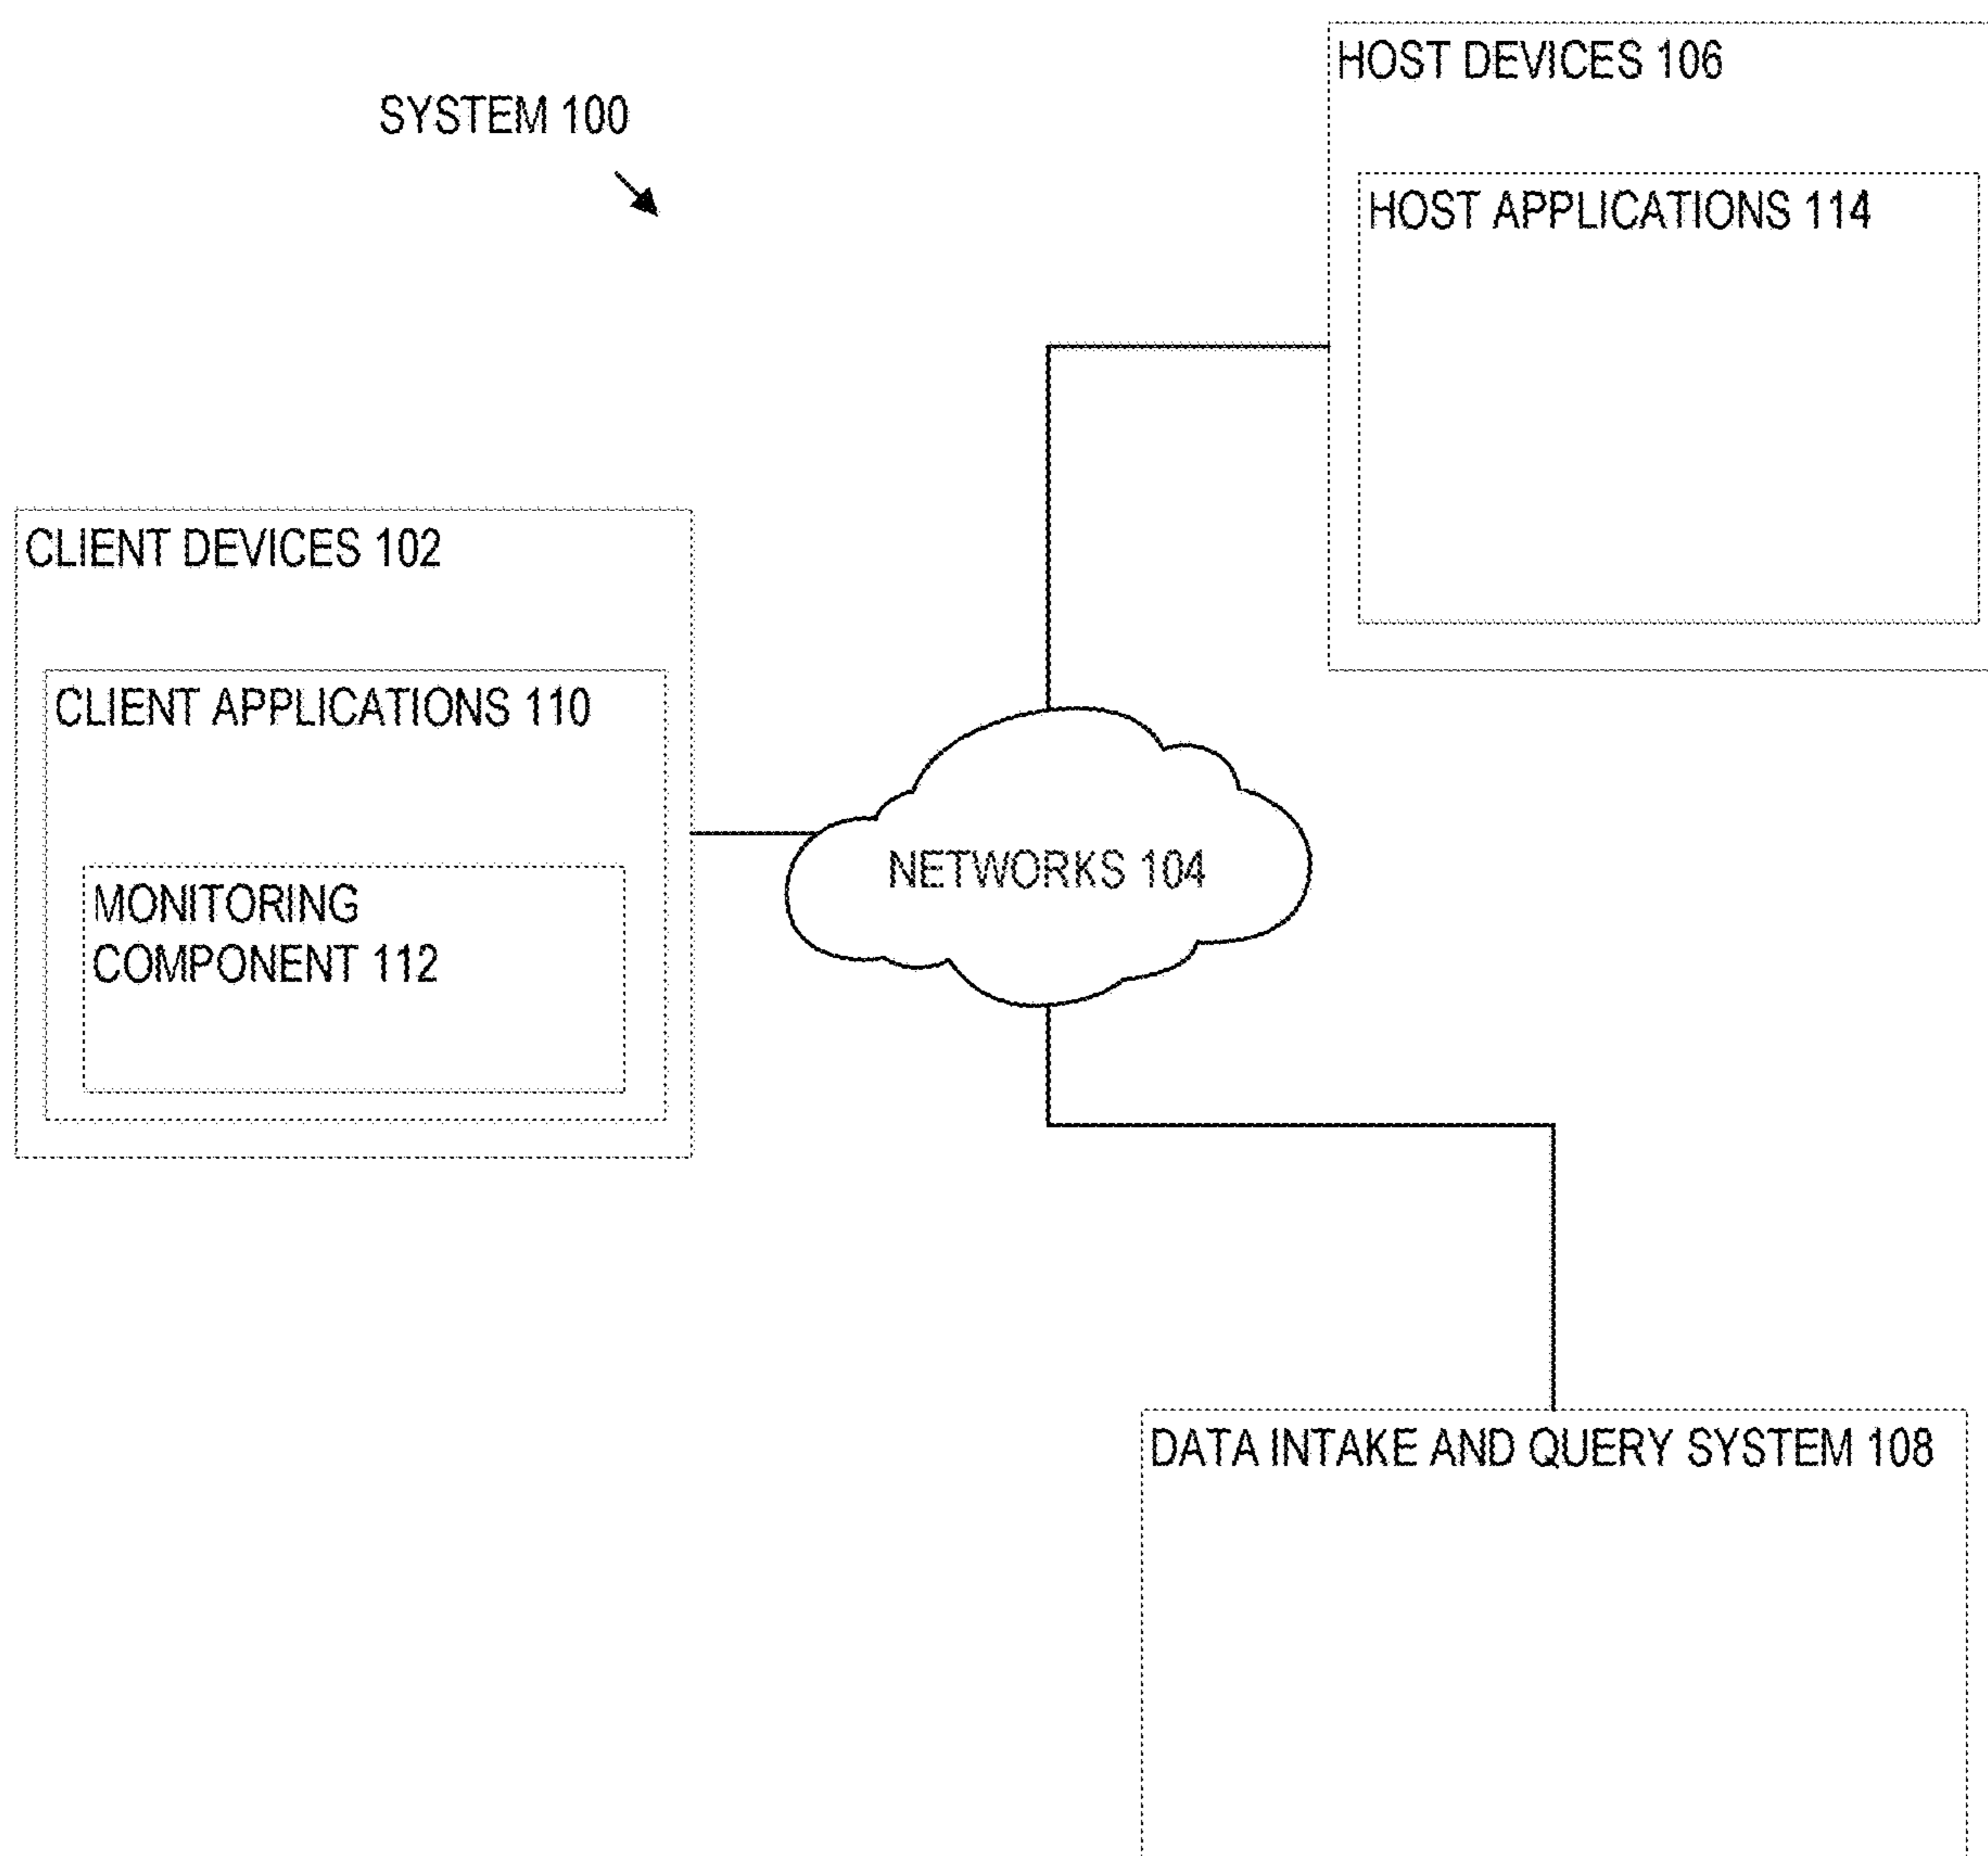 SYSTEM 100
HOST DEVICES 106
HOST APPLICATIONS 114
CLIENT DEVICES 102
CLIENT APPLICATIONS 110
MONITORING
COMPONENT 112
NETWORKS 104
DATA INTAKE AND QUERY SYSTEM 108